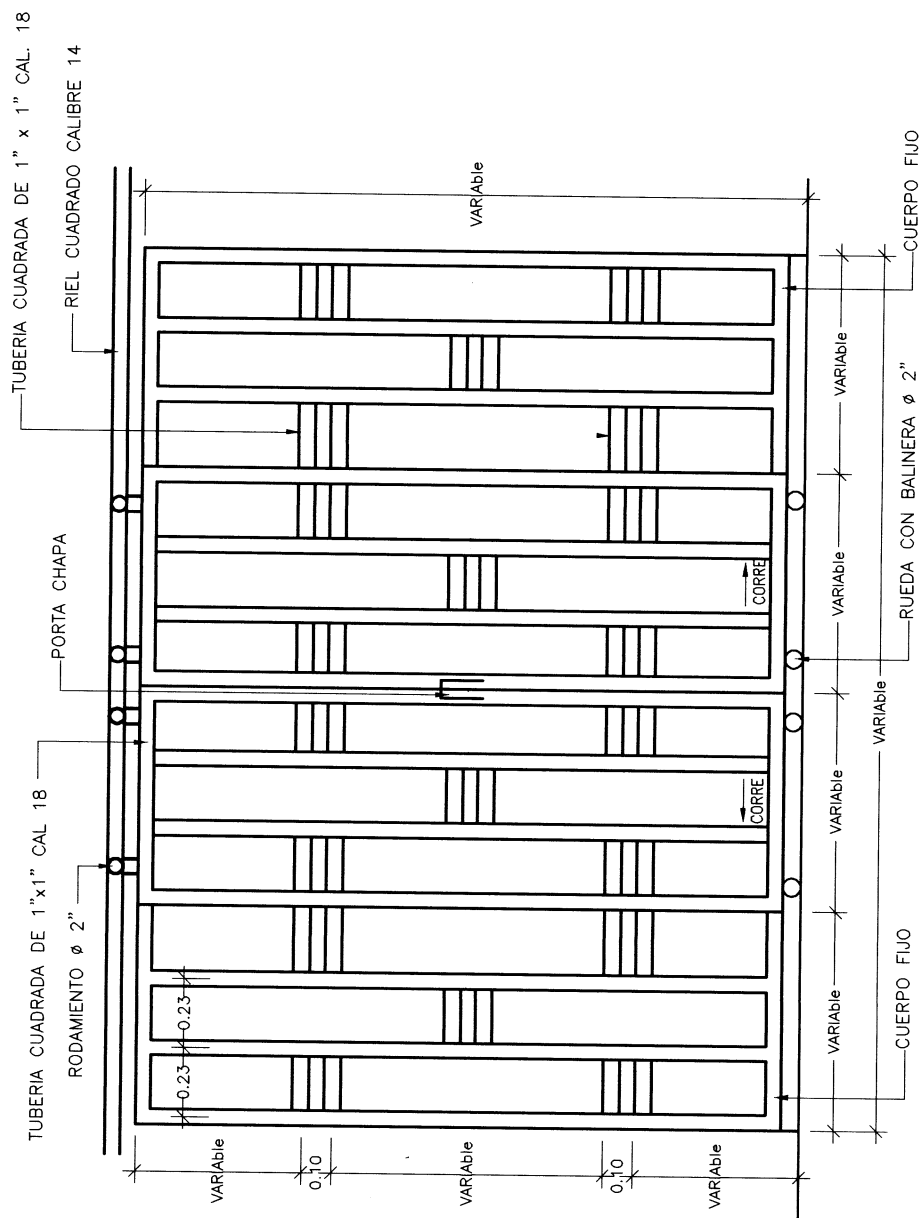 TUBERIA CUADRADA DE 1"x1" CAL 18
RODAMIENTO ø 2"
PORTA CHAPA
TUBERIA CUADRADA DE 1" x 1" CAL. 18
RIEL CUADRADO CALIBRE 14
VARIAble
0.10
VARIAble
0.10
VARIAble
0.23
0.23
CORRE
CORRE
VARIAble
VARIAble
VARIAble
VARIAble
VARIAble
VARIAble
CUERPO FIJO
RUEDA CON BALINERA ø 2"
CUERPO FIJO